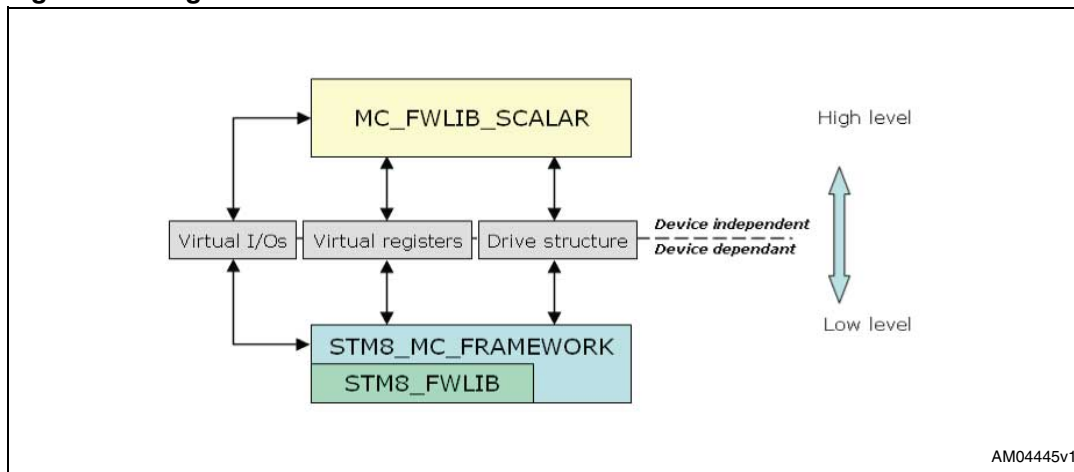 MC_FWLIB_SCALAR
High level
Virtual I/Os
Virtual registers
Drive structure
Device independent
Device dependant
Low level
STM8_MC_FRAMEWORK
STM8_FWLIB
AM04445v1